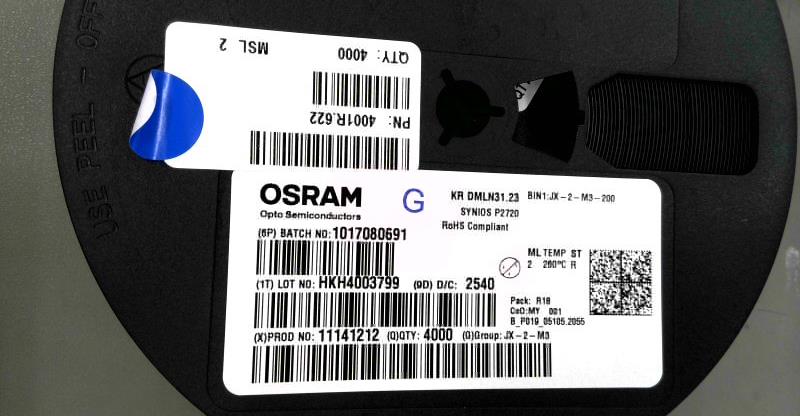 USE PEEL - OFF
MSL 2
QTY: 4000
PN: 4001R.622
OSRAM
Opto Semiconductors
G
KR DMLN31.23 BIN1:JX-2-M3-200
SYNIOS P2720
RoHS Compliant
(6P) BATCH NO:1017080691
ML TEMP ST
2 260°C R
(1T) LOT NO: HKH4003799 (9D) D/C: 2540
Pack: R18
CoO:MY 001
B_P019_05105.2055
(X)PROD NO: 11141212 (Q)QTY: 4000 (G)Group: JX-2-M3